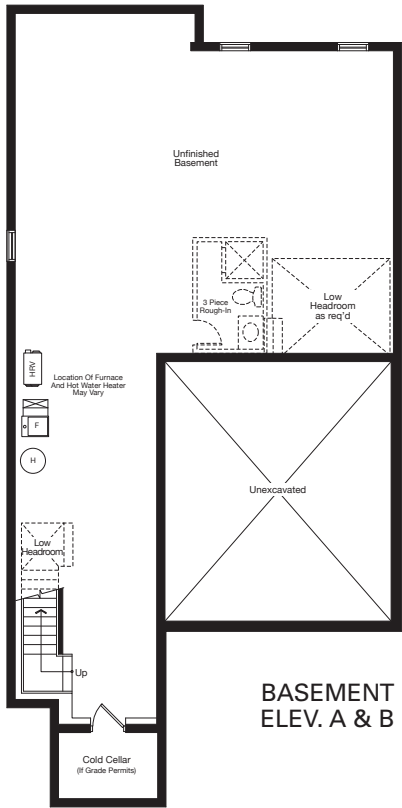 Unfinished
Basement
3 Piece
Rough-In
Low
Headroom
as req'd
HRV
Location Of Furnace
And Hot Water Heater
May Vary
F
H
Unexcavated
Low
Headroom
Up
BASEMENT
ELEV. A & B
Cold Cellar
(If Grade Permits)